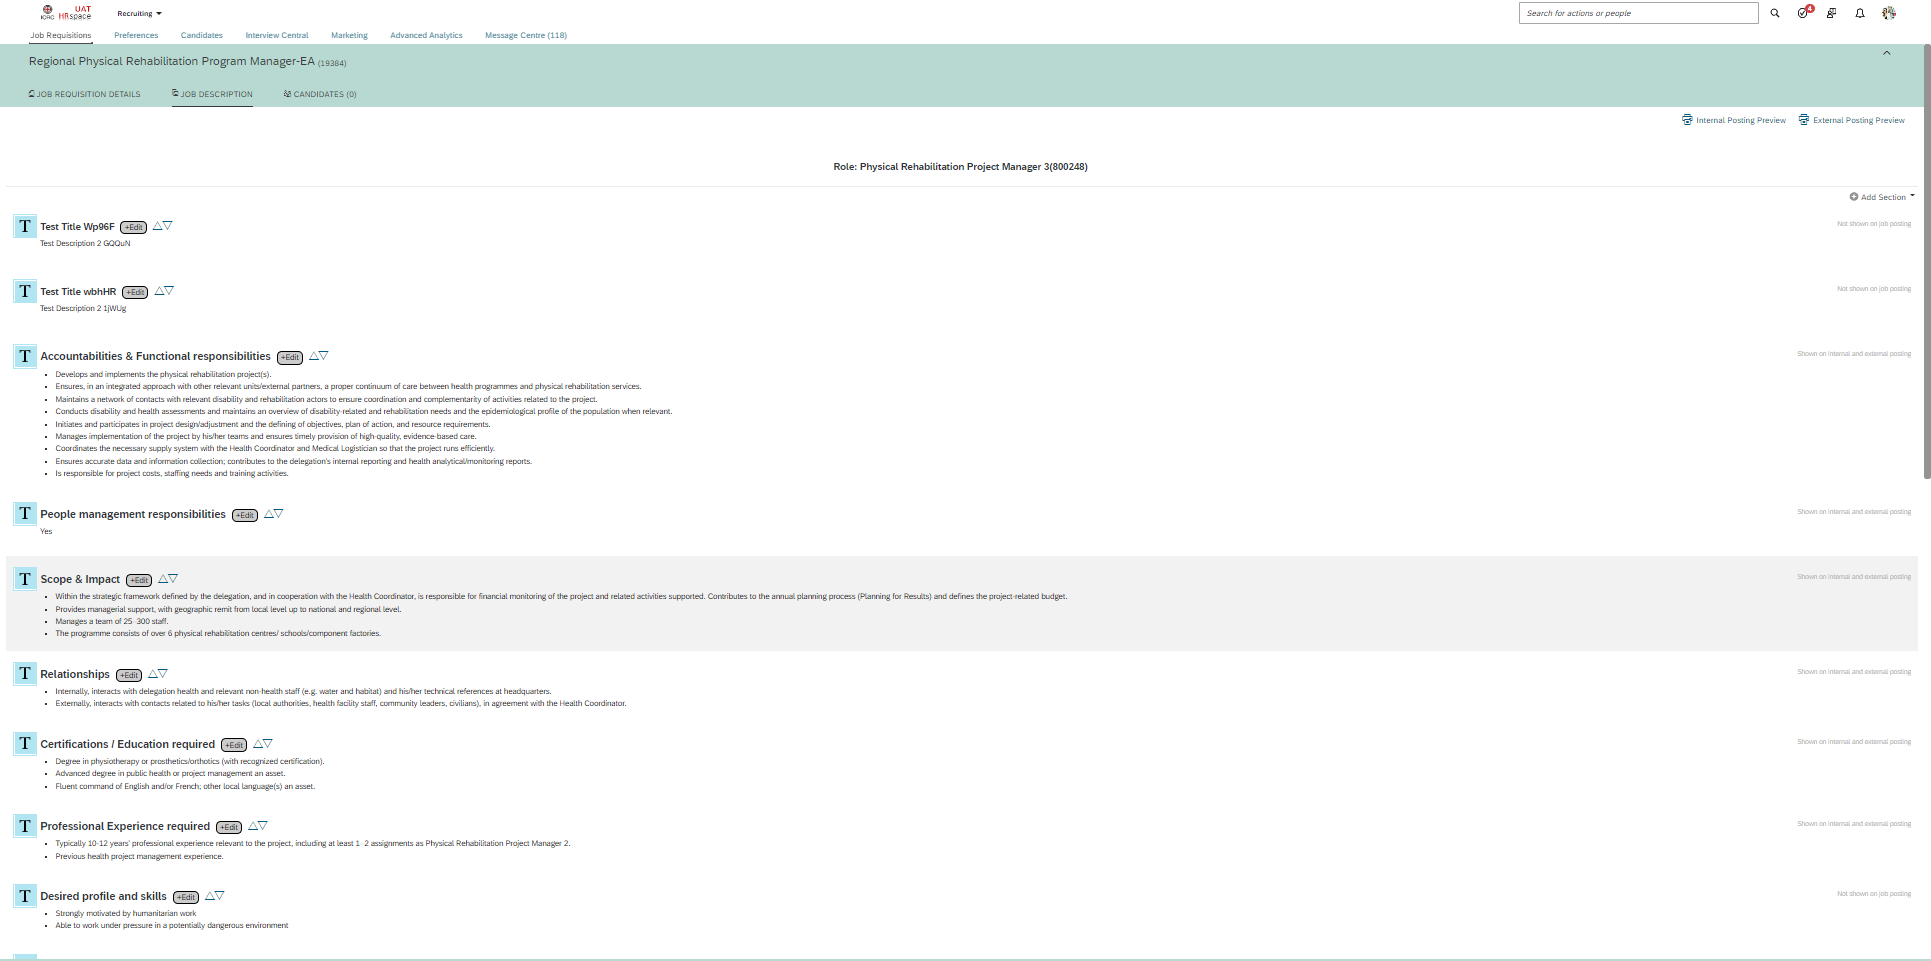 ICRC
UAT
HRspace
Recruiting
Search for actions or people
4
Job Requisitions
Preferences
Candidates
Interview Central
Marketing
Advanced Analytics
Message Centre (118)
Regional Physical Rehabilitation Program Manager-EA (19384)
JOB REQUISITION DETAILS
JOB DESCRIPTION
CANDIDATES (0)
Internal Posting Preview
External Posting Preview
Role: Physical Rehabilitation Project Manager 3(800248)
Add Section
T Test Title Wp96F +Edit
Not shown on job posting
Test Description 2 GQQuN
T Test Title wbhHR +Edit
Not shown on job posting
Test Description 2 1jWUg
T Accountabilities & Functional responsibilities +Edit
Shown on internal and external posting
• Develops and implements the physical rehabilitation project(s).
• Ensures, in an integrated approach with other relevant units/external partners, a proper continuum of care between health programmes and physical rehabilitation services.
• Maintains a network of contacts with relevant disability and rehabilitation actors to ensure coordination and complementarity of activities related to the project.
• Conducts disability and health assessments and maintains an overview of disability-related and rehabilitation needs and the epidemiological profile of the population when relevant.
• Initiates and participates in project design/adjustment and the defining of objectives, plan of action, and resource requirements.
• Manages implementation of the project by his/her teams and ensures timely provision of high-quality, evidence-based care.
• Coordinates the necessary supply system with the Health Coordinator and Medical Logistician so that the project runs efficiently.
• Ensures accurate data and information collection; contributes to the delegation's internal reporting and health analytical/monitoring reports.
• Is responsible for project costs, staffing needs and training activities.
T People management responsibilities +Edit
Shown on internal and external posting
Yes
T Scope & Impact +Edit
Shown on internal and external posting
• Within the strategic framework defined by the delegation, and in cooperation with the Health Coordinator, is responsible for financial monitoring of the project and related activities supported. Contributes to the annual planning process (Planning for Results) and defines the project-related budget.
• Provides managerial support, with geographic remit from local level up to national and regional level.
• Manages a team of 25-300 staff.
• The programme consists of over 6 physical rehabilitation centres/ schools/component factories.
T Relationships +Edit
Shown on internal and external posting
• Internally, interacts with delegation health and relevant non-health staff (e.g. water and habitat) and his/her technical references at headquarters.
• Externally, interacts with contacts related to his/her tasks (local authorities, health facility staff, community leaders, civilians), in agreement with the Health Coordinator.
T Certifications / Education required +Edit
Shown on internal and external posting
• Degree in physiotherapy or prosthetics/orthotics (with recognized certification).
• Advanced degree in public health or project management an asset.
• Fluent command of English and/or French; other local language(s) an asset.
T Professional Experience required +Edit
Shown on internal and external posting
• Typically 10-12 years' professional experience relevant to the project, including at least 1-2 assignments as Physical Rehabilitation Project Manager 2.
• Previous health project management experience.
T Desired profile and skills +Edit
Not shown on job posting
• Strongly motivated by humanitarian work
• Able to work under pressure in a potentially dangerous environment